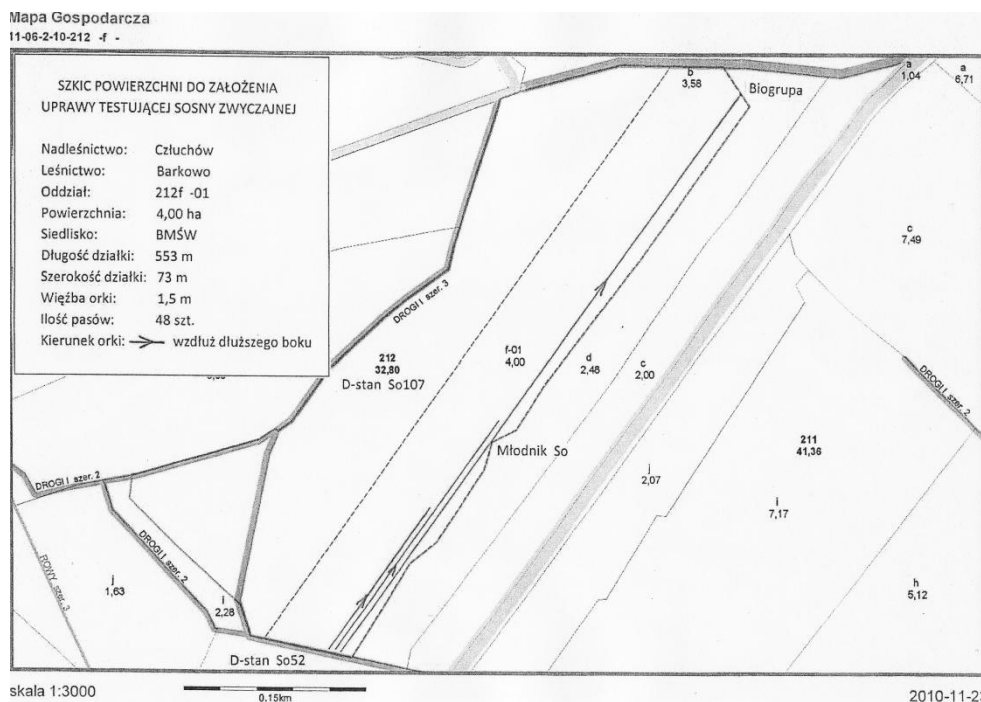 Mapa Gospodarcza
11-06-2-10-212 -f -
SZKIC POWIERZCHNI DO ZAŁOŻENIA
UPRAWY TESTUJĄCEJ SOSNY ZWYCZAJNEJ
Nadleśnictwo: Człuchów
Leśnictwo: Barkowo
Oddział: 212f -01
Powierzchnia: 4,00 ha
Siedlisko: BMŚW
Długość działki: 553 m
Szerokość działki: 73 m
Więźba orki: 1,5 m
Ilość pasów: 48 szt.
Kierunek orki: wzdłuż dłuższego boku
b
3,58
Biogrupa
a
1,04
a
6,71
c
7,49
DROGI I szer. 3
212
32,80
D-stan So107
f-01
4,00
d
2,48
c
2,00
DROGI I szer. 2
Młodnik So
211
41,36
j
2,07
i
7,17
DROGI I szer. 2
DROGI I szer. 2
ROWY szer. 3
j
1,63
i
2,28
h
5,12
D-stan So52
skala 1:3000
0.15km